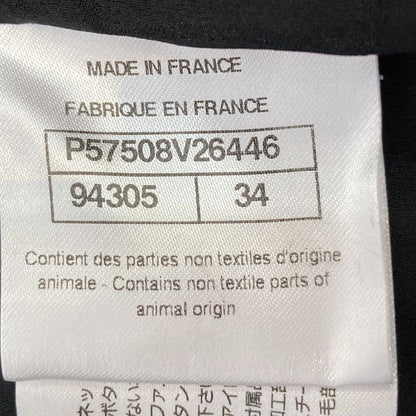 MADE IN FRANCE
FABRIQUE EN FRANCE
P57508V26446
94305 34
Contient des parties non textiles d'origine
animale - Contains non textile parts of
animal origin